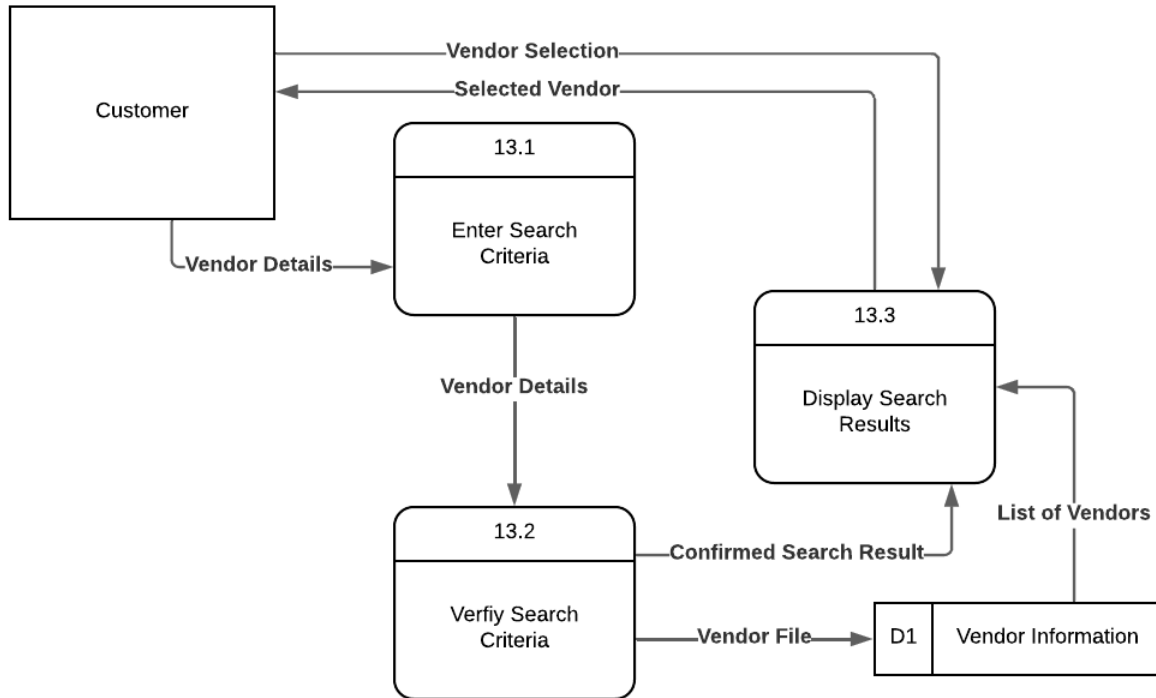 Vendor Selection
Selected Vendor
Customer
13.1
Enter Search
Criteria
Vendor Details
13.3
Display Search
Results
Vendor Details
13.2
Verfiy Search
Criteria
Confirmed Search Result
List of Vendors
Vendor File
D1
Vendor Information